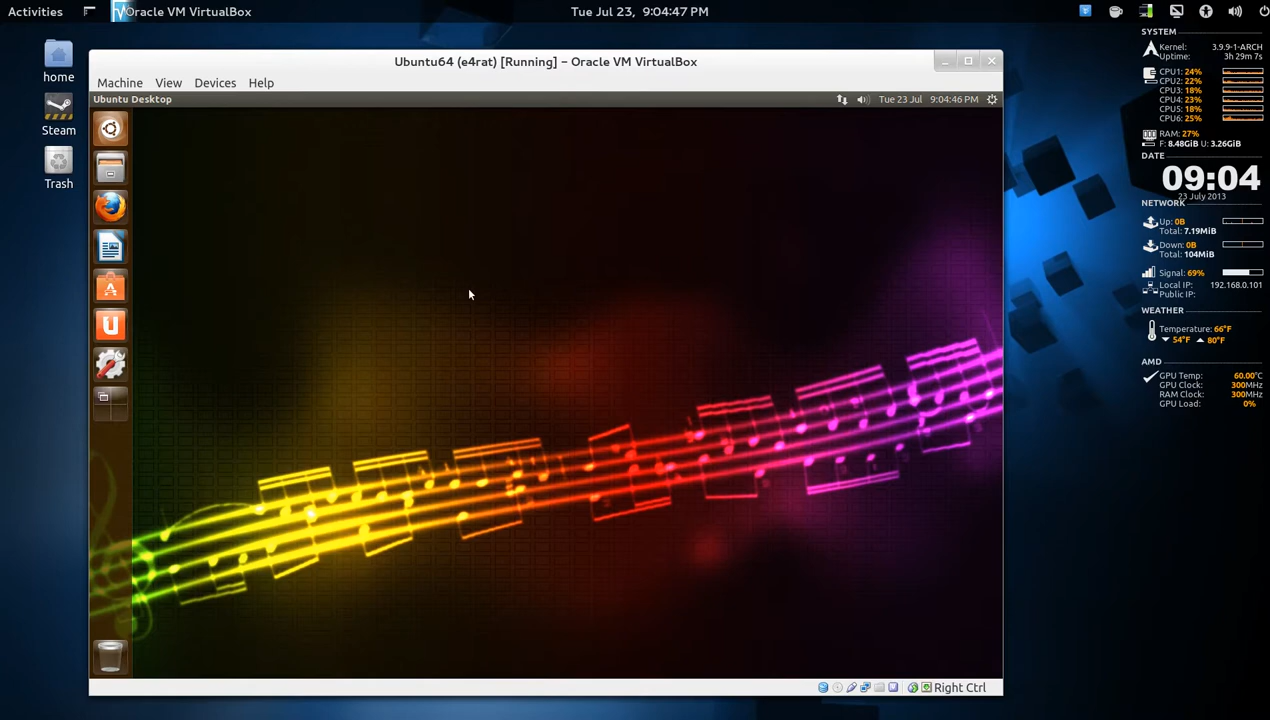 Activities
Oracle VM VirtualBox
Tue Jul 23, 9:04:47 PM
home
Steam
Trash
Ubuntu64 (e4rat) [Running] – Oracle VM VirtualBox
Machine View Devices Help
Ubuntu Desktop
Tue 23 Jul 9:04:46 PM
Right Ctrl
SYSTEM
Kernel: 3.9.9-1-ARCH
Uptime: 3h 29m 7s
CPU1: 24%
CPU2: 22%
CPU3: 18%
CPU4: 23%
CPU5: 18%
CPU6: 25%
RAM: 27%
F: 8.48GiB U: 3.26GiB
DATE
09:04
23 July 2013
NETWORK
Up: 0B
Total: 7.19MiB
Down: 0B
Total: 104MiB
Signal: 69%
Local IP: 192.168.0.101
Public IP:
WEATHER
Temperature: 66°F
54°F 80°F
AMD
GPU Temp: 60.00°C
GPU Clock: 300MHz
RAM Clock: 300MHz
GPU Load: 0%